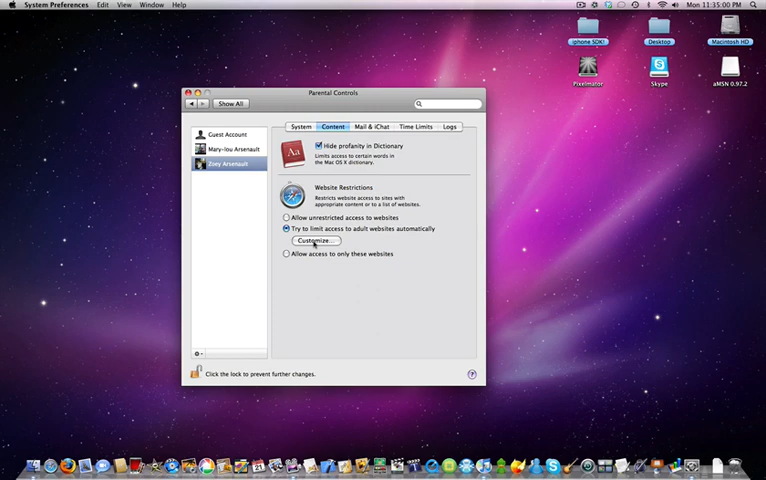 System Preferences Edit View Window Help
Mon 11:35:00 PM
iphone SDK!
Desktop
Macintosh HD
Pixelmator
Skype
aMSN 0.97.2
Parental Controls
Show All
System Content Mail & iChat Time Limits Logs
Guest Account
Mary-lou Arsenault
Zoey Arsenault
Aa
Hide profanity in Dictionary
Limits access to certain words in
the Mac OS X dictionary.
Website Restrictions
Restricts website access to sites with
appropriate content or to a list of websites.
Allow unrestricted access to websites
Try to limit access to adult websites automatically
Customize...
Allow access to only these websites
Click the lock to prevent further changes.
?
21